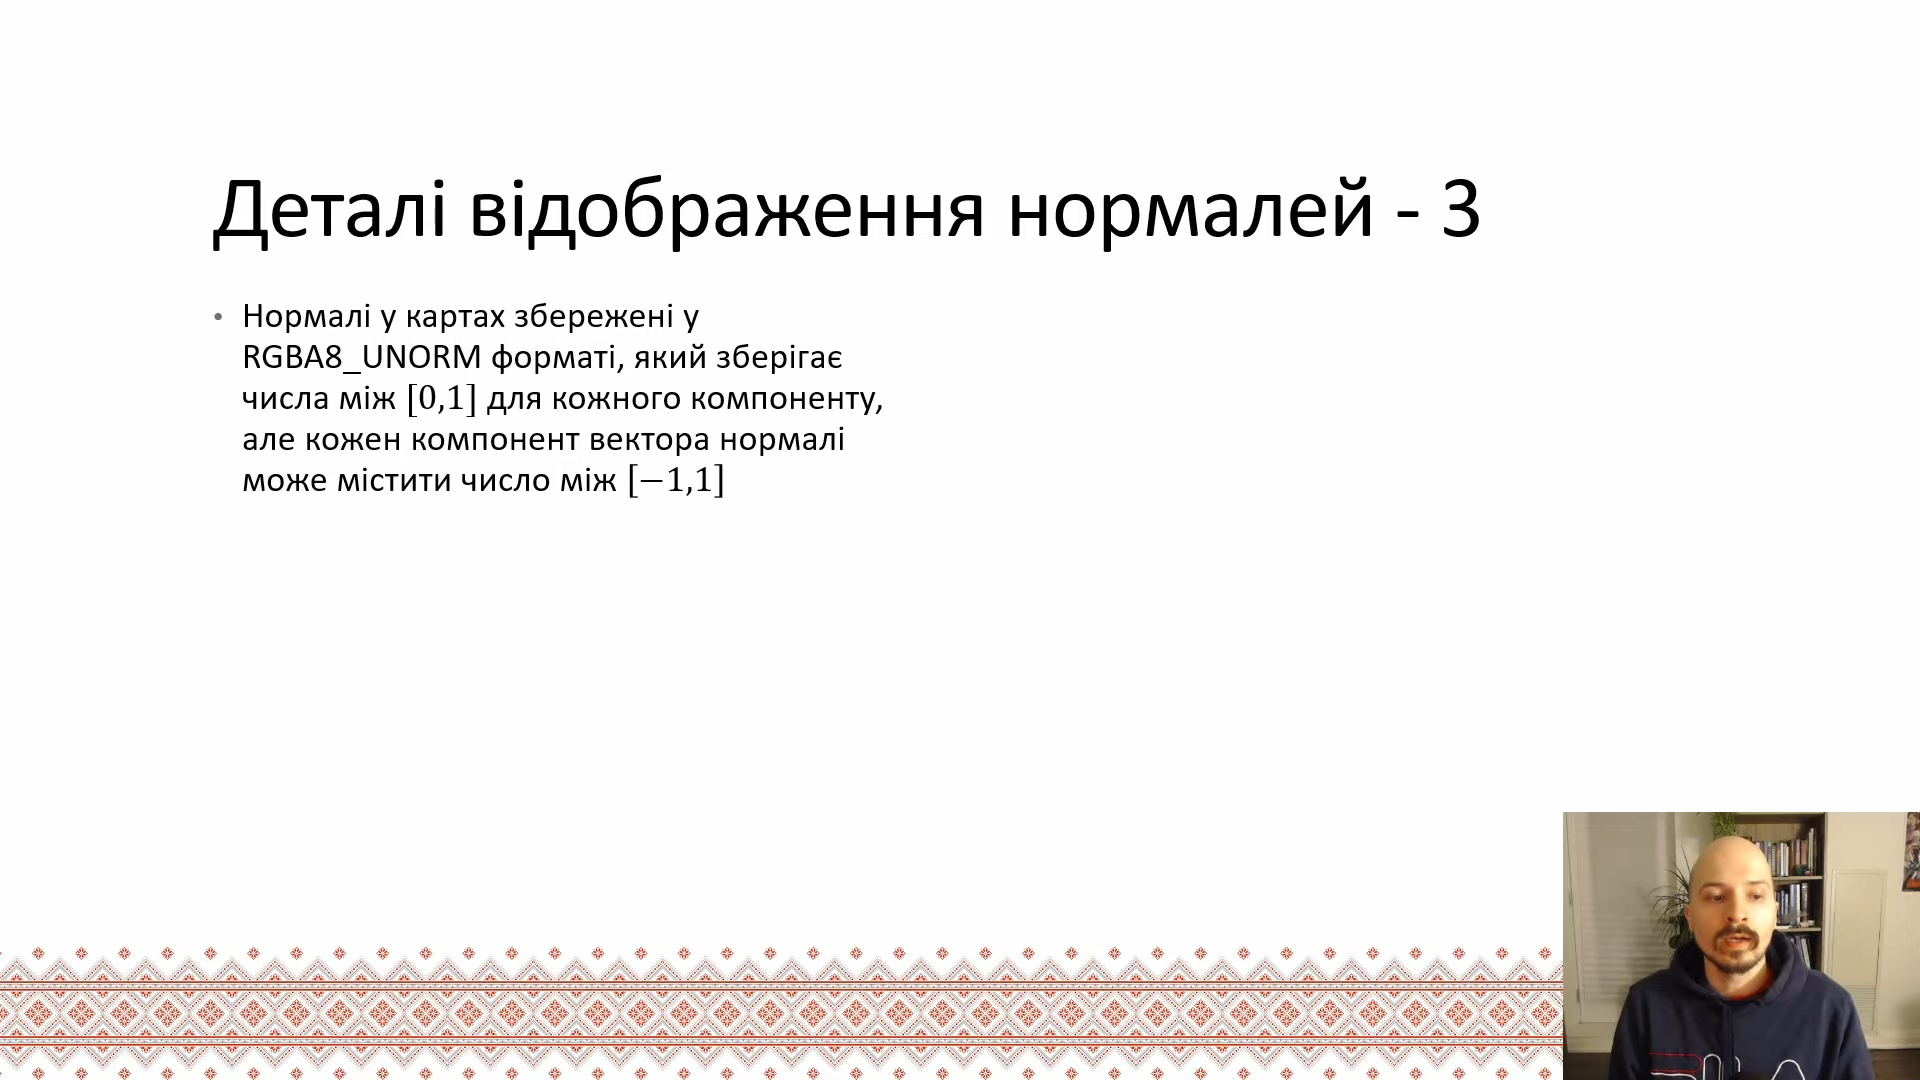 Деталі відображення нормалей - 3
• Нормалі у картах збережені у
RGBA8_UNORM форматі, який зберігає
числа між [0,1] для кожного компоненту,
але кожен компонент вектора нормалі
може містити число між [−1,1]